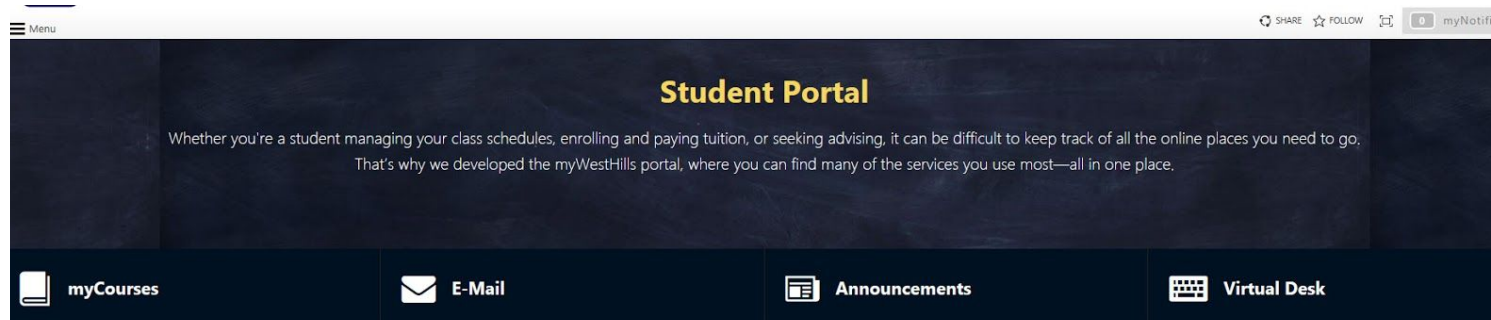 Menu
SHARE FOLLOW 0 myNotifi
Student Portal
Whether you're a student managing your class schedules, enrolling and paying tuition, or seeking advising, it can be difficult to keep track of all the online places you need to go.
That's why we developed the myWestHills portal, where you can find many of the services you use most—all in one place.
myCourses E-Mail Announcements Virtual Desk